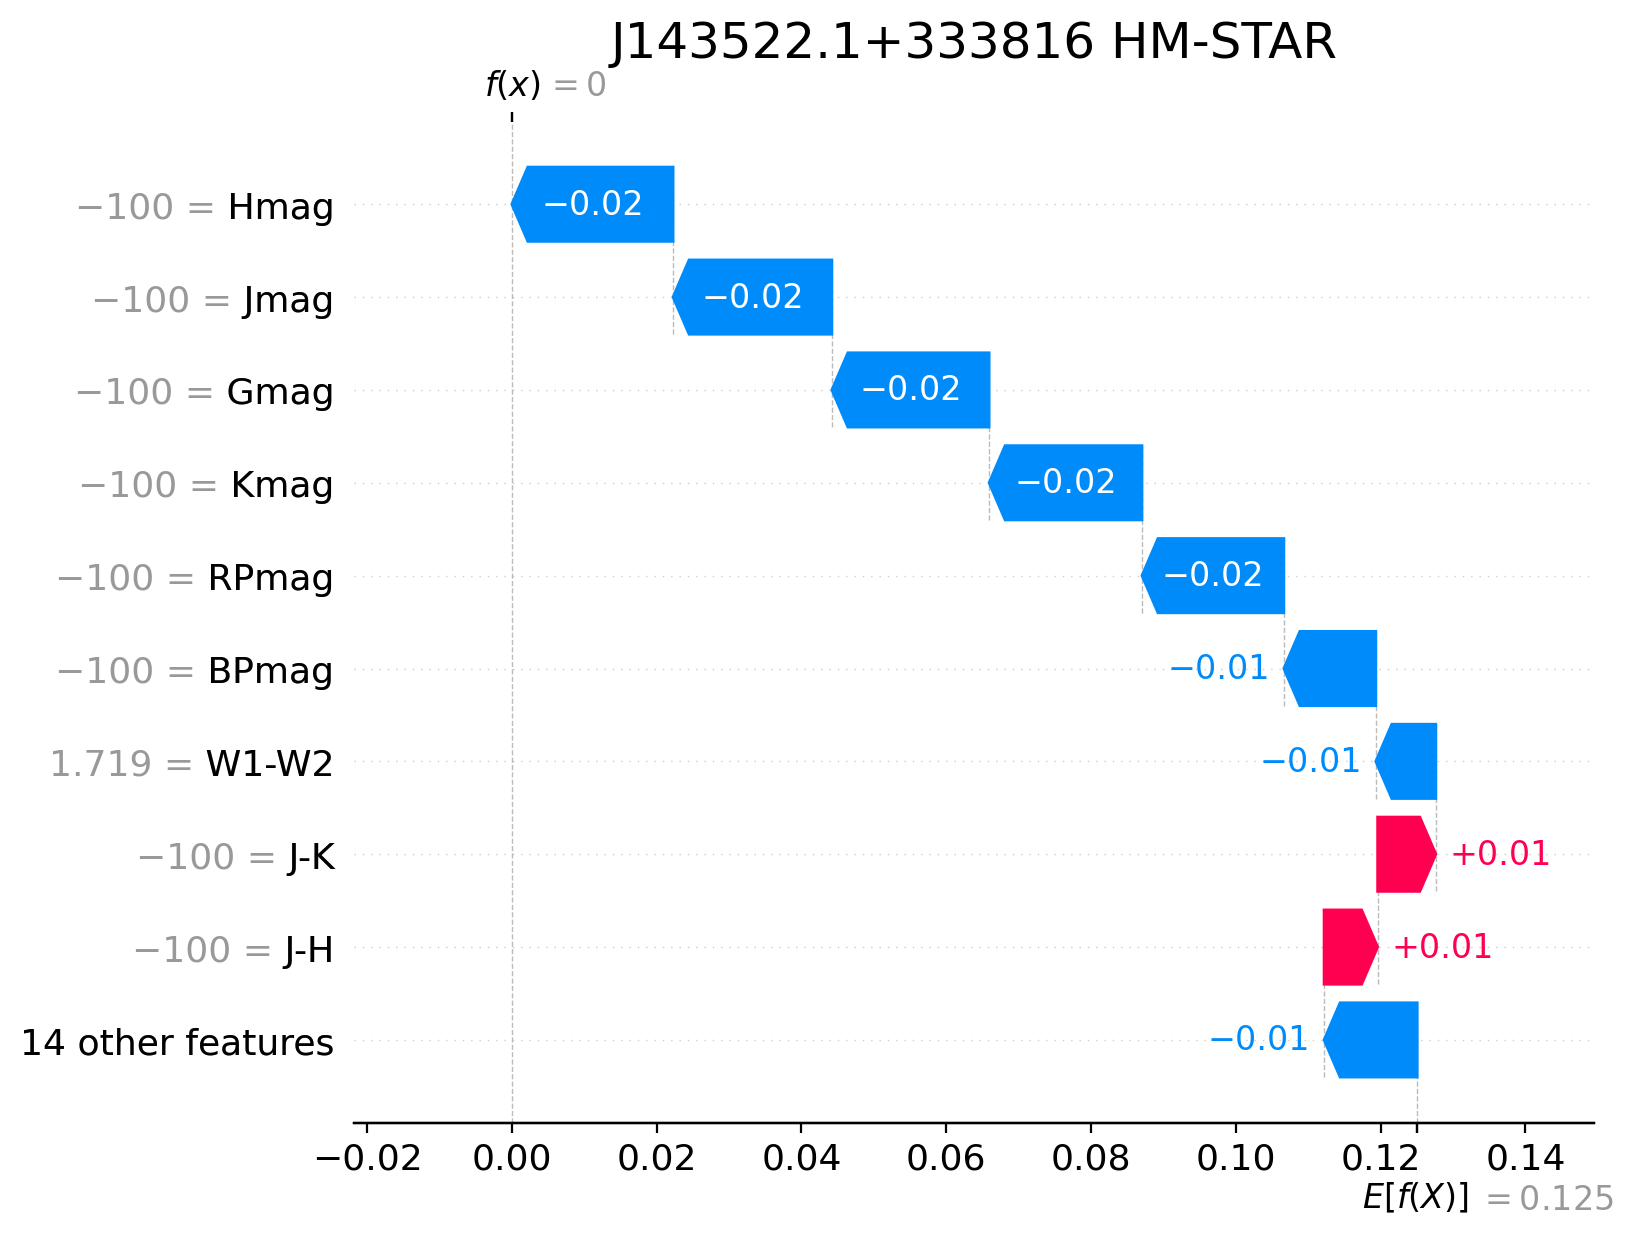 J143522.1+333816 HM-STAR
f(x) = 0
−100 = Hmag
−0.02
−100 = Jmag
−0.02
−100 = Gmag
−0.02
−100 = Kmag
−0.02
−100 = RPmag
−0.02
−100 = BPmag
−0.01
1.719 = W1-W2
−0.01
−100 = J-K
+0.01
−100 = J-H
+0.01
14 other features
−0.01
−0.02 0.00 0.02 0.04 0.06 0.08 0.10 0.12 0.14
E[f(X)] = 0.125